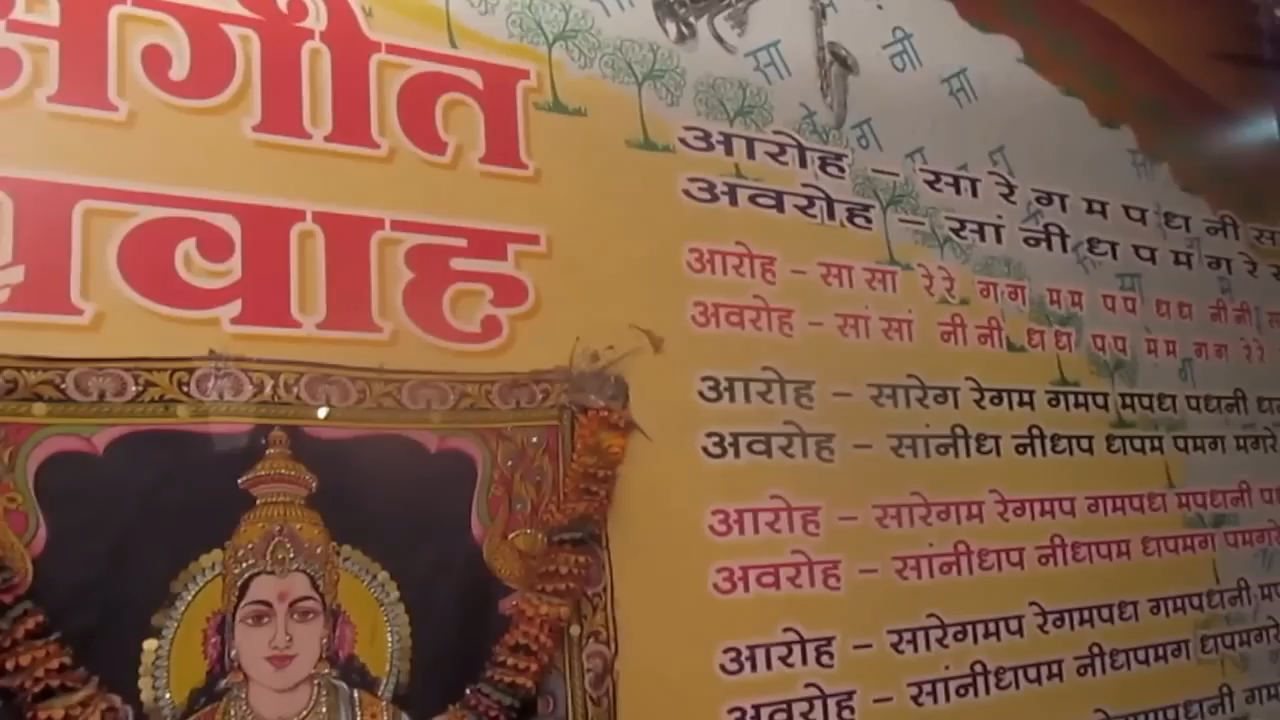 संगीत
वाह
सा नी सा
रे ग
आरोह – सा रे ग म प ध नी
अवरोह – सां नी ध प म ग रे
आरोह – सा सा रे रे ग ग म म प प ध ध नी नी
अवरोह – सां सां नी नी ध ध प प म म ग ग रे रे
आरोह – सारेग रेगम गमप मपध पधनी
अवरोह – सांनीध नीधप धपम पमग मगरे
आरोह – सारेगम रेगमप गमपध मपधनी
अवरोह – सांनीधप नीधपम धपमग पमगरे
आरोह – सारेगमप रेगमपध गमपधनी
अवरोह – सांनीधपम नीधपमग धपमगरे